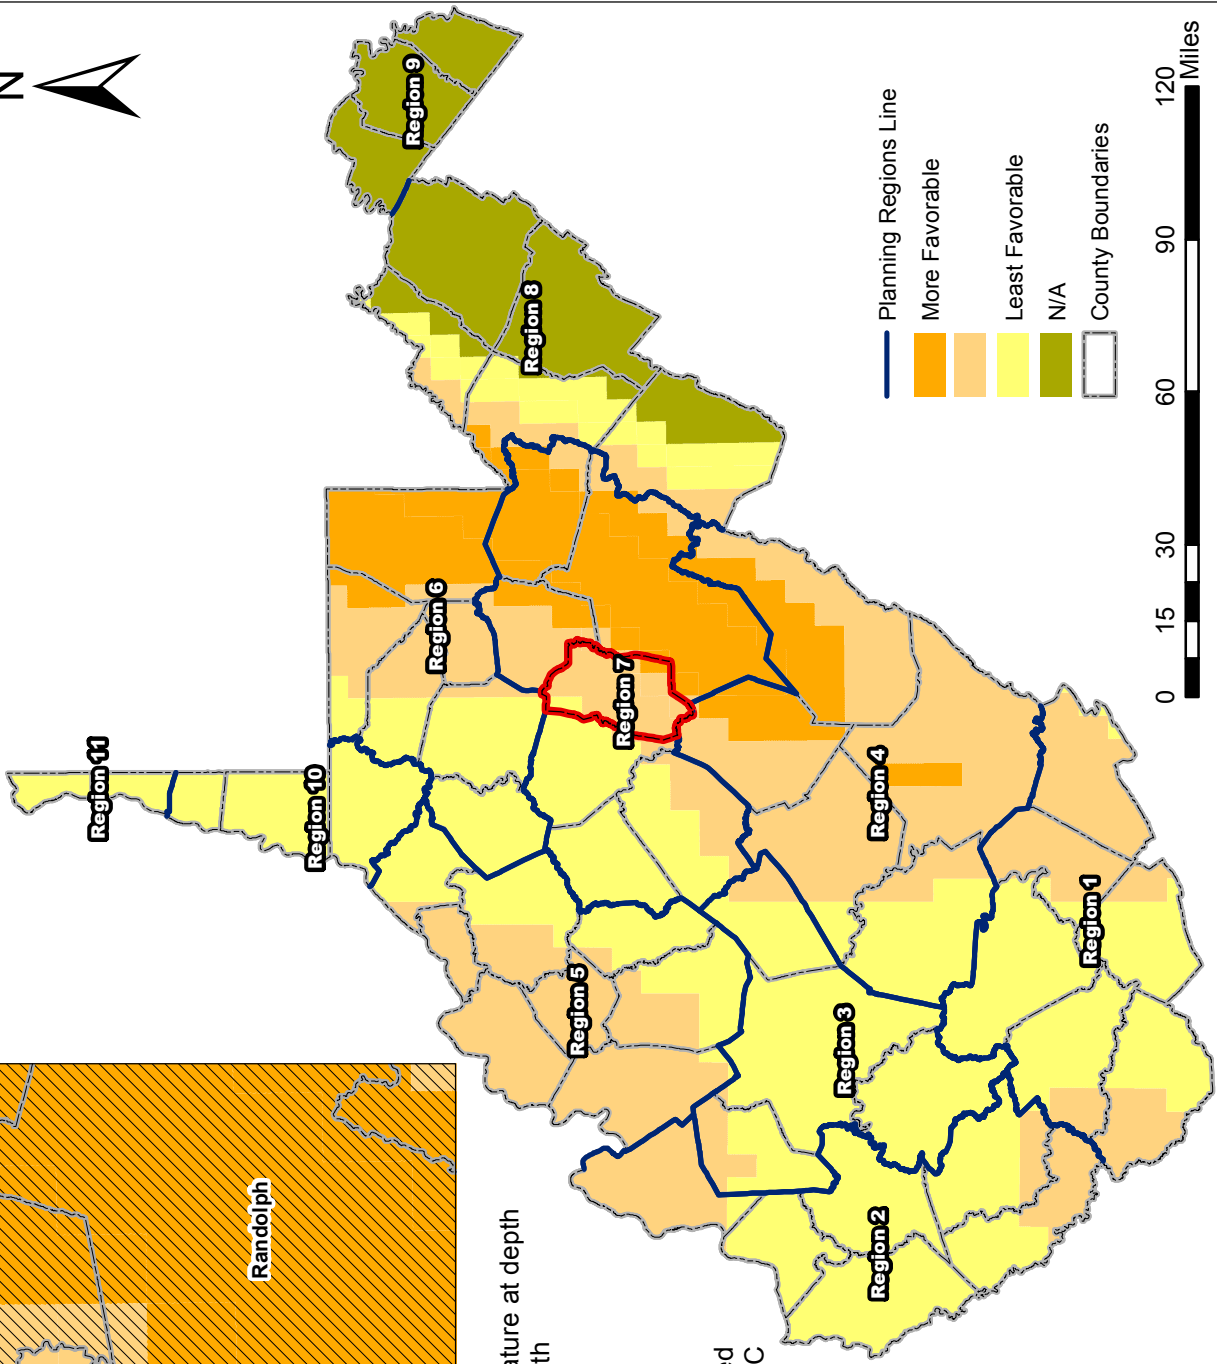 N
Region 9
Region 8
Region 6
Region 7
Region 11
Region 10
Region 4
Region 5
Region 3
Region 1
Region 2
Randolph
Planning Regions Line
More Favorable
Least Favorable
N/A
County Boundaries
0 15 30 60 90 120
Miles
ature at depth
th
ed
C